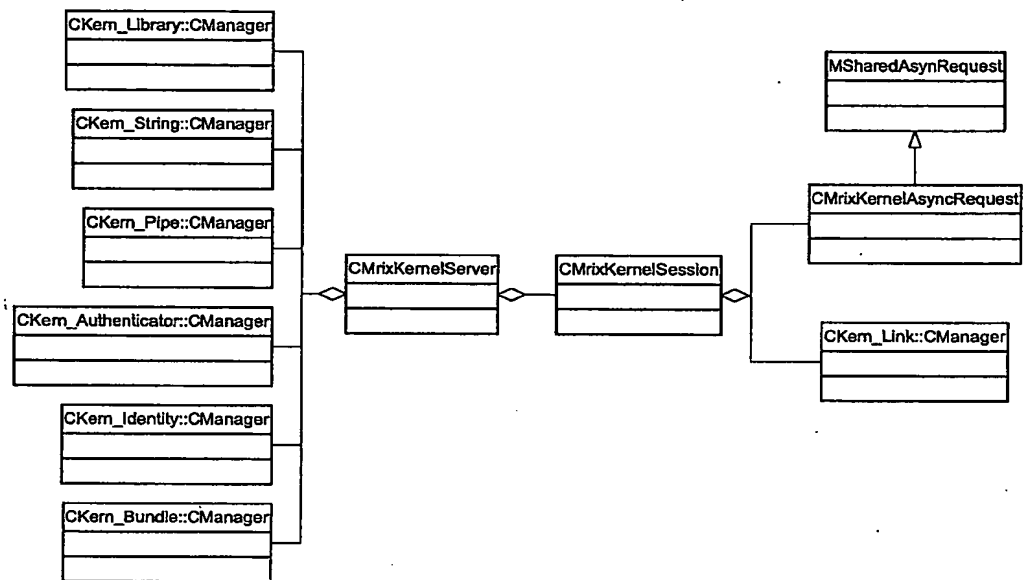 CKern_Library::CManager
CKern_String::CManager
CKern_Pipe::CManager
CKern_Authenticator::CManager
CKern_Identity::CManager
CKern_Bundle::CManager
CMrixKernelServer
CMrixKernelSession
MSharedAsynRequest
CMrixKernelAsyncRequest
CKern_Link::CManager